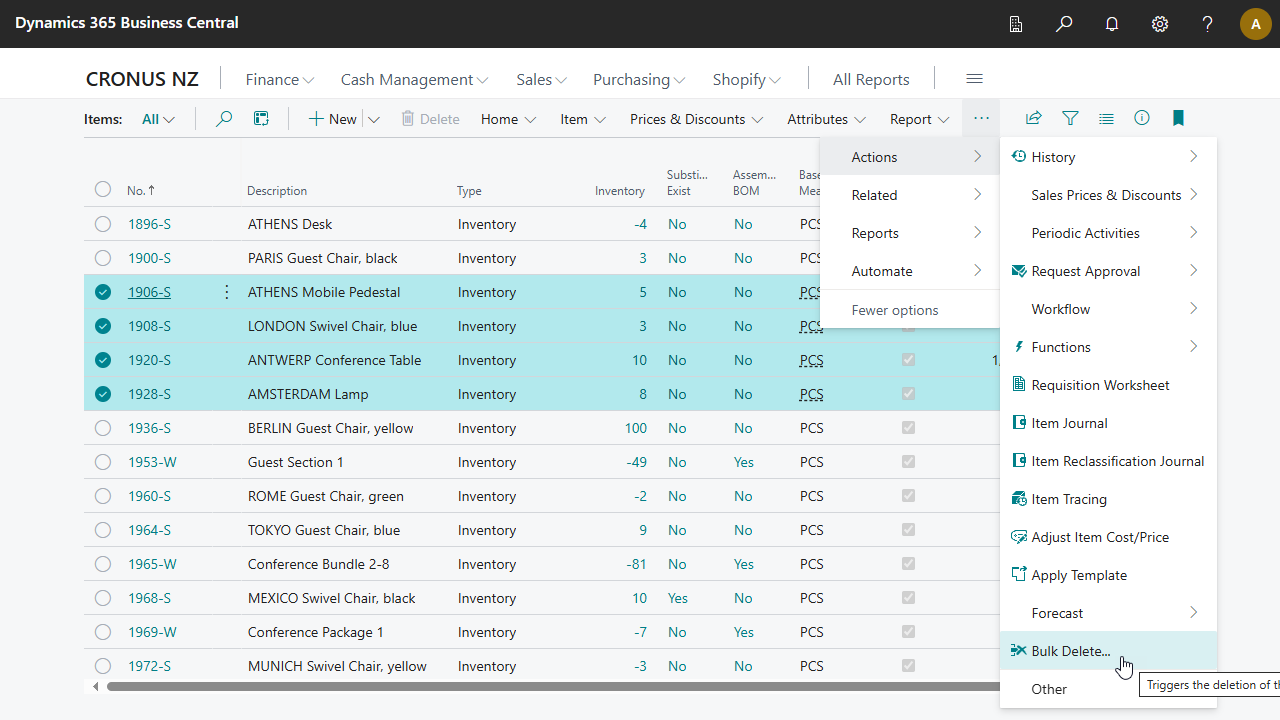 Dynamics 365 Business Central
A
CRONUS NZ
Finance
Cash Management
Sales
Purchasing
Shopify
All Reports
Items:
All
New
Delete
Home
Item
Prices & Discounts
Attributes
Report
No. ↑
Description
Type
Inventory
Substi...
Exist
Assem...
BOM
Base
Mea
1896-S ATHENS Desk Inventory -4 No No PCS
1900-S PARIS Guest Chair, black Inventory 3 No No PCS
1906-S ATHENS Mobile Pedestal Inventory 5 No No PCS
1908-S LONDON Swivel Chair, blue Inventory 3 No No PCS
1920-S ANTWERP Conference Table Inventory 10 No No PCS 1,
1928-S AMSTERDAM Lamp Inventory 8 No No PCS
1936-S BERLIN Guest Chair, yellow Inventory 100 No No PCS
1953-W Guest Section 1 Inventory -49 No Yes PCS
1960-S ROME Guest Chair, green Inventory -2 No No PCS
1964-S TOKYO Guest Chair, blue Inventory 9 No No PCS
1965-W Conference Bundle 2-8 Inventory -81 No Yes PCS
1968-S MEXICO Swivel Chair, black Inventory 10 Yes No PCS
1969-W Conference Package 1 Inventory -7 No Yes PCS
1972-S MUNICH Swivel Chair, yellow Inventory -3 No No PCS
Actions
Related
Reports
Automate
Fewer options
History
Sales Prices & Discounts
Periodic Activities
Request Approval
Workflow
Functions
Requisition Worksheet
Item Journal
Item Reclassification Journal
Item Tracing
Adjust Item Cost/Price
Apply Template
Forecast
Bulk Delete...
Other
Triggers the deletion of th